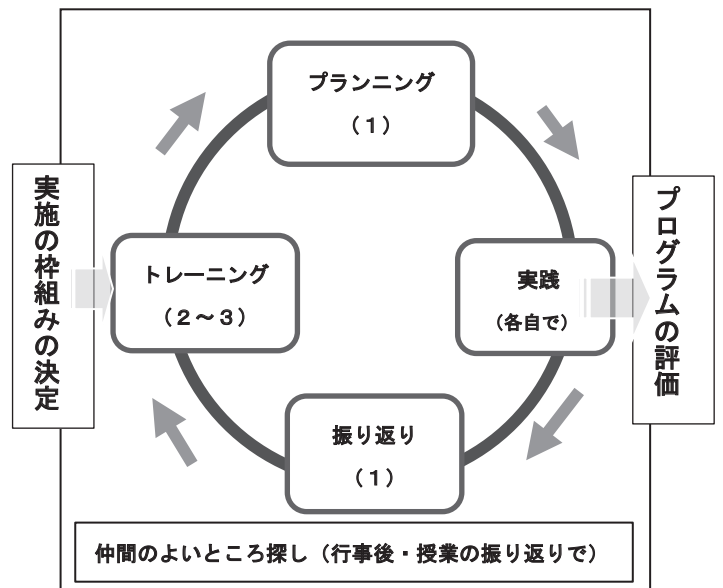 プランニング
（１）
実施の枠組みの決定
トレーニング
（２～３）
実践
（各自で）
プログラムの評価
振り返り
（１）
仲間のよいところ探し（行事後・授業の振り返りで）